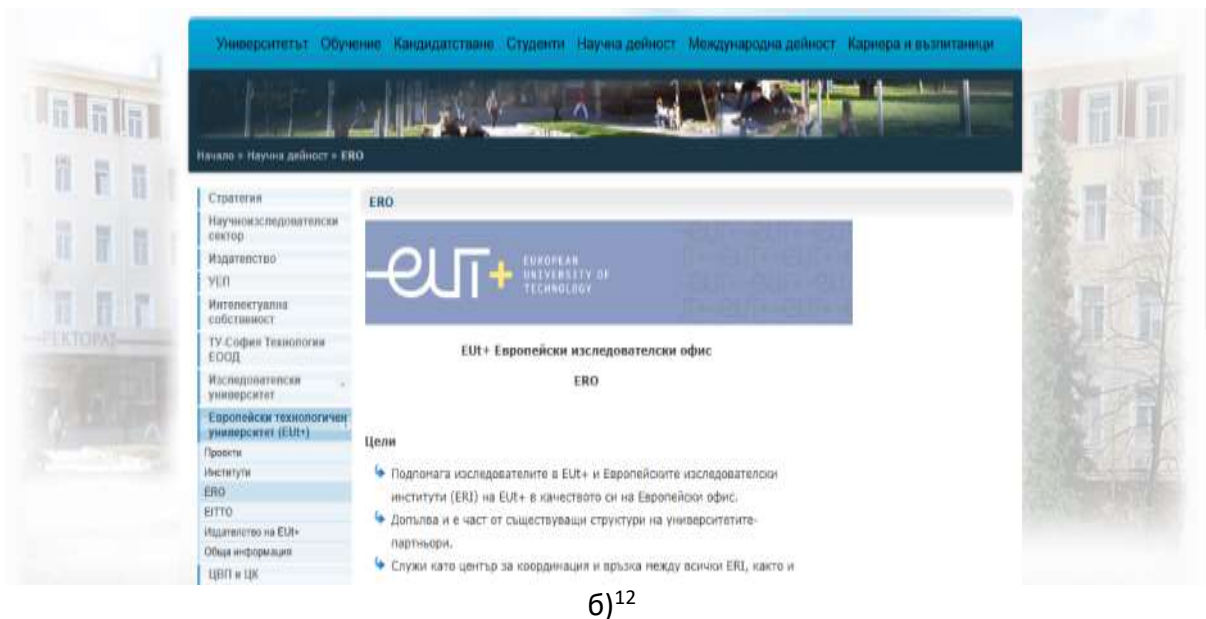 Университетът Обучение Кандидатстване Студенти Научна дейност Международна дейност Кариера и възпитаници
Начало » Научна дейност » ERO
Стратегия
Научноизследователски
сектор
Издателство
УЕП
Интелектуална
собственост
ТУ-София Технологии
ЕООД
Изследователски
университет
Европейски технологичен
университет (EUt+)
Проекти
Институти
ERO
EITTO
Издателство на EUt+
Обща информация
ЦВП и ЦК
РЕКТОРАТ
ERO
EUT+
EUROPEAN
UNIVERSITY OF
TECHNOLOGY
EUt+ Европейски изследователски офис
ERO
Цели
Подпомага изследователите в EUt+ и Европейските изследователски
институти (ERI) на EUt+ в качеството си на Европейски офис.
Допълва и е част от съществуващи структури на университетите-
партньори.
Служи като център за координация и връзка между всички ERI, както и
б)12